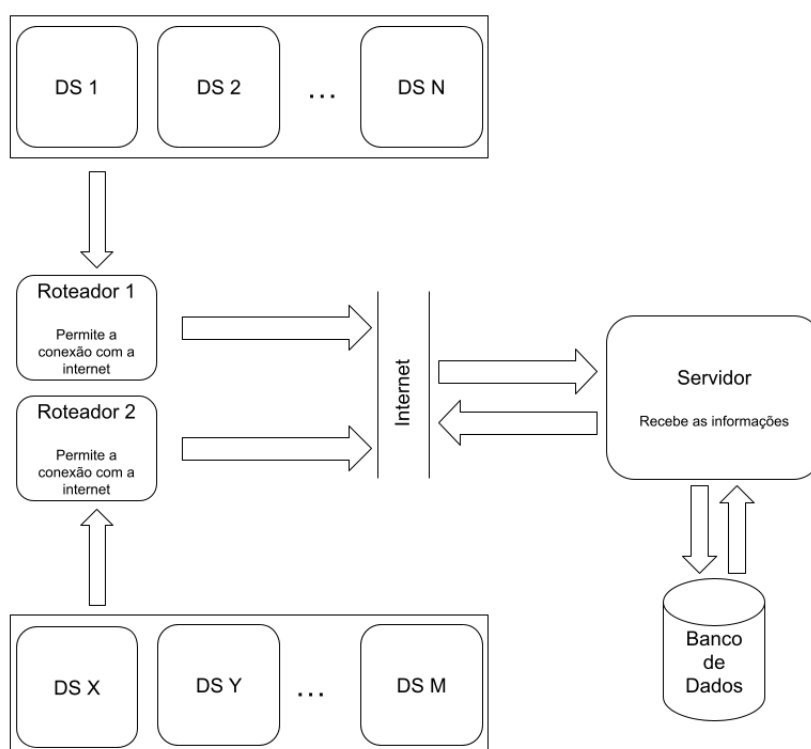 DS 1
DS 2
...
DS N
Roteador 1
Permite a
conexão com a
internet
Roteador 2
Permite a
conexão com a
internet
Internet
Servidor
Recebe as informações
Banco
de
Dados
DS X
DS Y
...
DS M